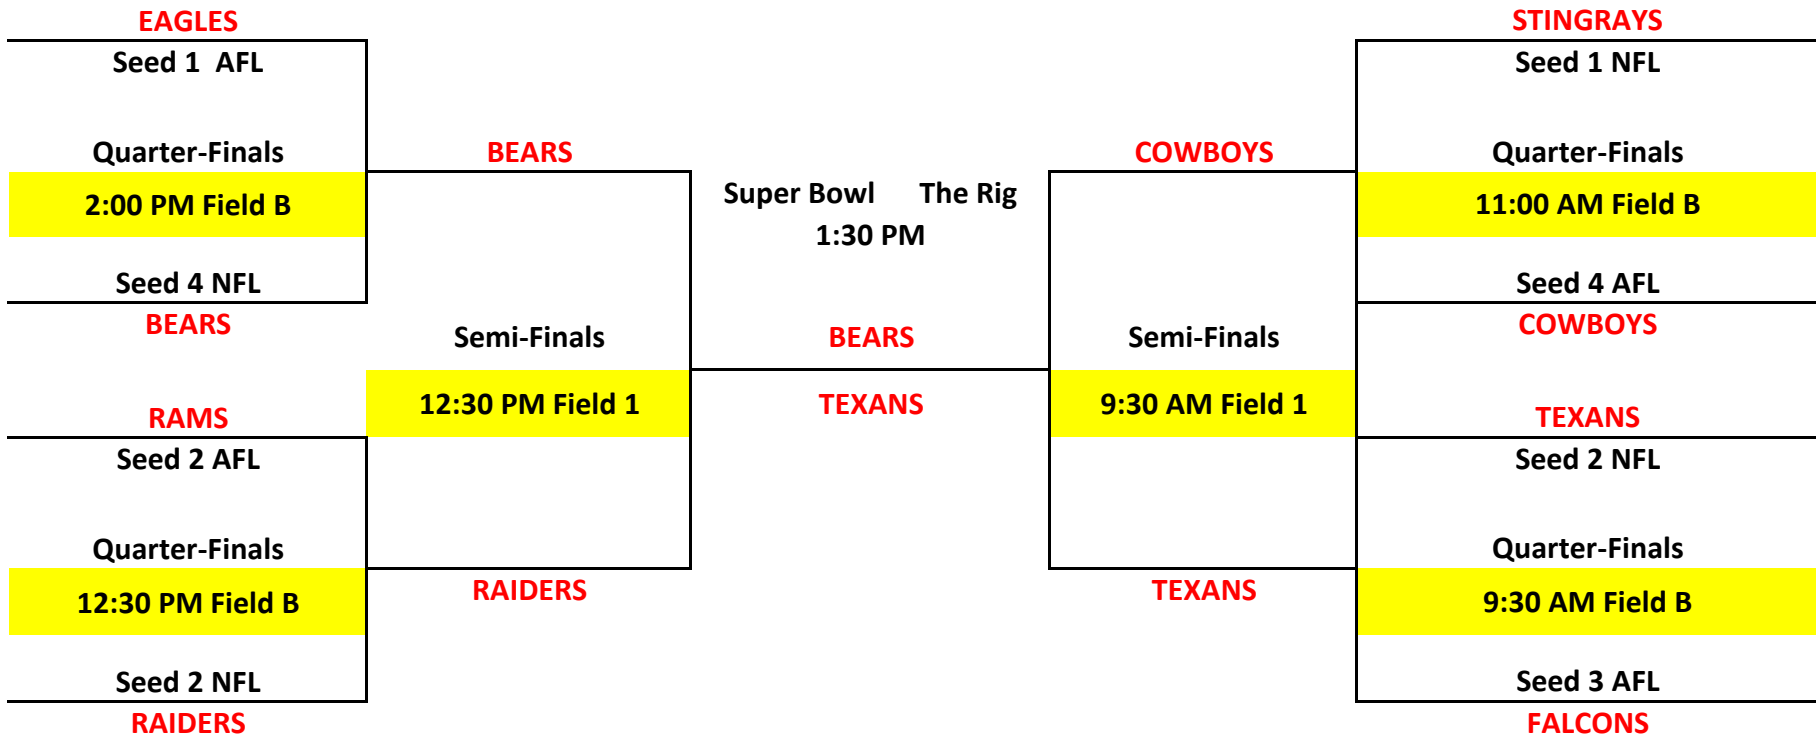 EAGLES
Seed 1 AFL
Quarter-Finals
2:00 PM Field B
Seed 4 NFL
BEARS
RAMS
Seed 2 AFL
Quarter-Finals
12:30 PM Field B
Seed 2 NFL
RAIDERS
BEARS
Semi-Finals
12:30 PM Field 1
RAIDERS
Super Bowl The Rig
1:30 PM
BEARS
TEXANS
COWBOYS
Semi-Finals
9:30 AM Field 1
TEXANS
STINGRAYS
Seed 1 NFL
Quarter-Finals
11:00 AM Field B
Seed 4 AFL
COWBOYS
TEXANS
Seed 2 NFL
Quarter-Finals
9:30 AM Field B
Seed 3 AFL
FALCONS